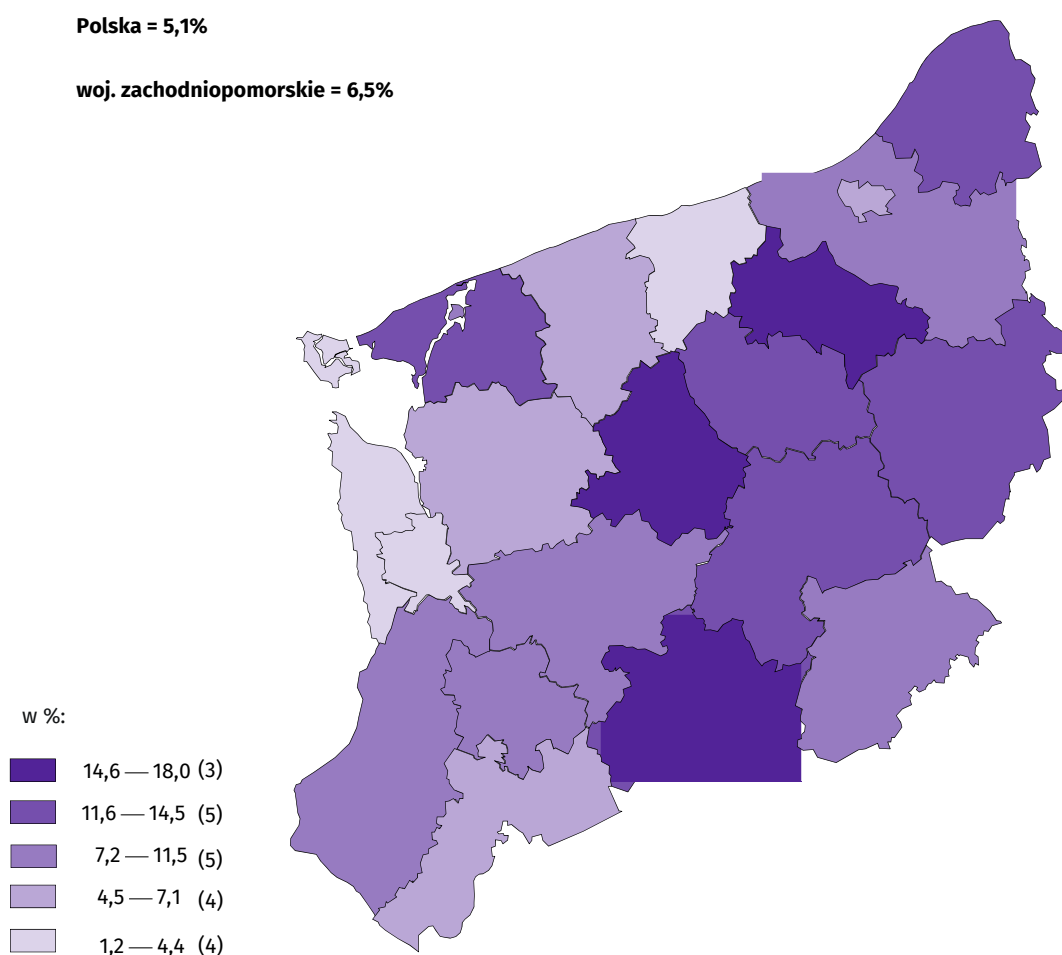 Polska = 5,1%
woj. zachodniopomorskie = 6,5%
w %:
14,6 — 18,0 (3)
11,6 — 14,5 (5)
7,2 — 11,5 (5)
4,5 — 7,1 (4)
1,2 — 4,4 (4)